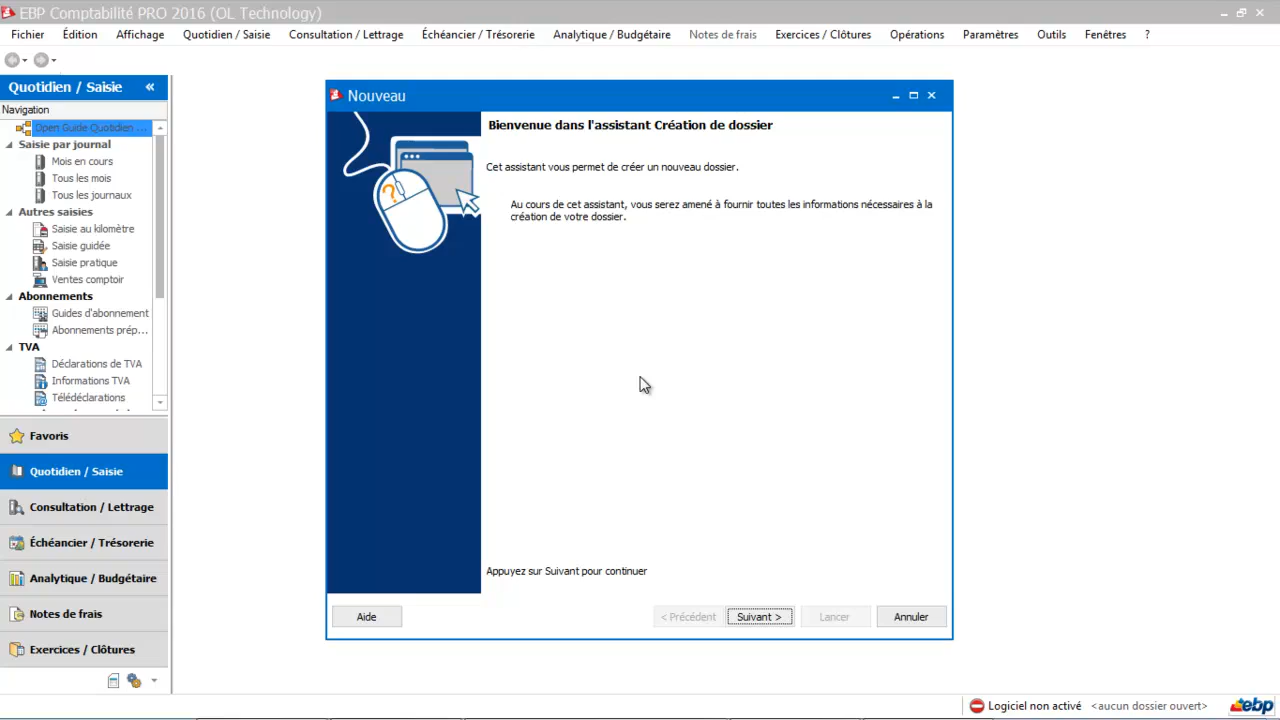 EBP Comptabilité PRO 2016 (OL Technology)
Fichier Édition Affichage Quotidien / Saisie Consultation / Lettrage Échéancier / Trésorerie Analytique / Budgétaire Notes de frais Exercices / Clôtures Opérations Paramètres Outils Fenêtres ?
Quotidien / Saisie «
Navigation
Open Guide Quotidien ...
Saisie par journal
Mois en cours
Tous les mois
Tous les journaux
Autres saisies
Saisie au kilomètre
Saisie guidée
Saisie pratique
Ventes comptoir
Abonnements
Guides d'abonnement
Abonnements prép...
TVA
Déclarations de TVA
Informations TVA
Télédéclarations
Favoris
Quotidien / Saisie
Consultation / Lettrage
Échéancier / Trésorerie
Analytique / Budgétaire
Notes de frais
Exercices / Clôtures
Nouveau
Bienvenue dans l'assistant Création de dossier
Cet assistant vous permet de créer un nouveau dossier.
Au cours de cet assistant, vous serez amené à fournir toutes les informations nécessaires à la
création de votre dossier.
?
Appuyez sur Suivant pour continuer
Aide < Précédent Suivant > Lancer Annuler
Logiciel non activé <aucun dossier ouvert> ebp